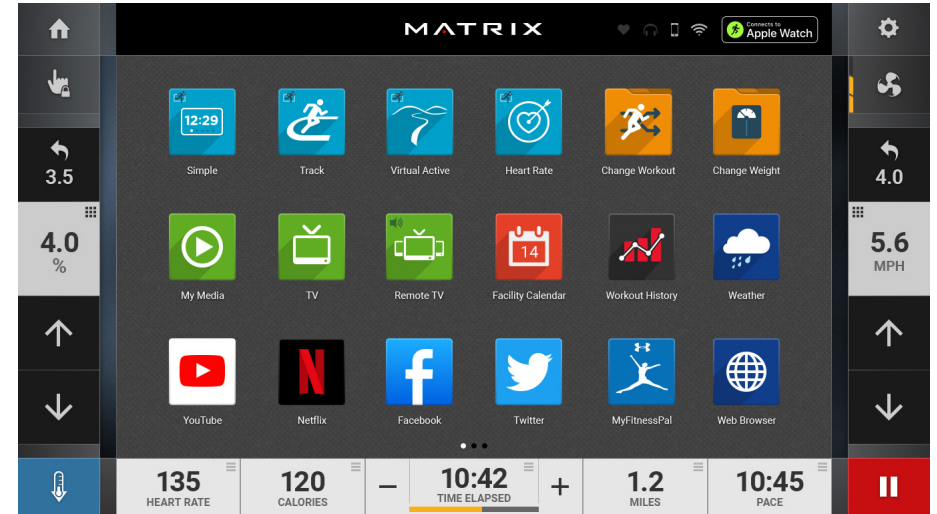 MATRIX
Connects to
Apple Watch
3.5
4.0
%
12:29
Simple
Track
Virtual Active
Heart Rate
Change Workout
Change Weight
My Media
TV
Remote TV
14
Facility Calendar
Workout History
Weather
YouTube
N
Netflix
f
Facebook
Twitter
MyFitnessPal
Web Browser
4.0
5.6
MPH
135
HEART RATE
120
CALORIES
− 10:42 +
TIME ELAPSED
1.2
MILES
10:45
PACE